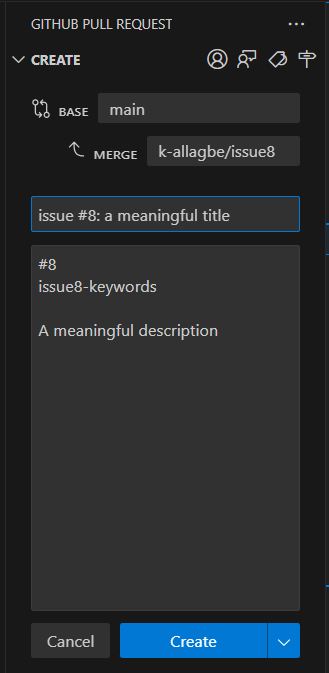 GITHUB PULL REQUEST
CREATE
BASE main
MERGE k-allagbe/issue8
issue #8: a meaningful title
#8
issue8-keywords
A meaningful description
Cancel Create